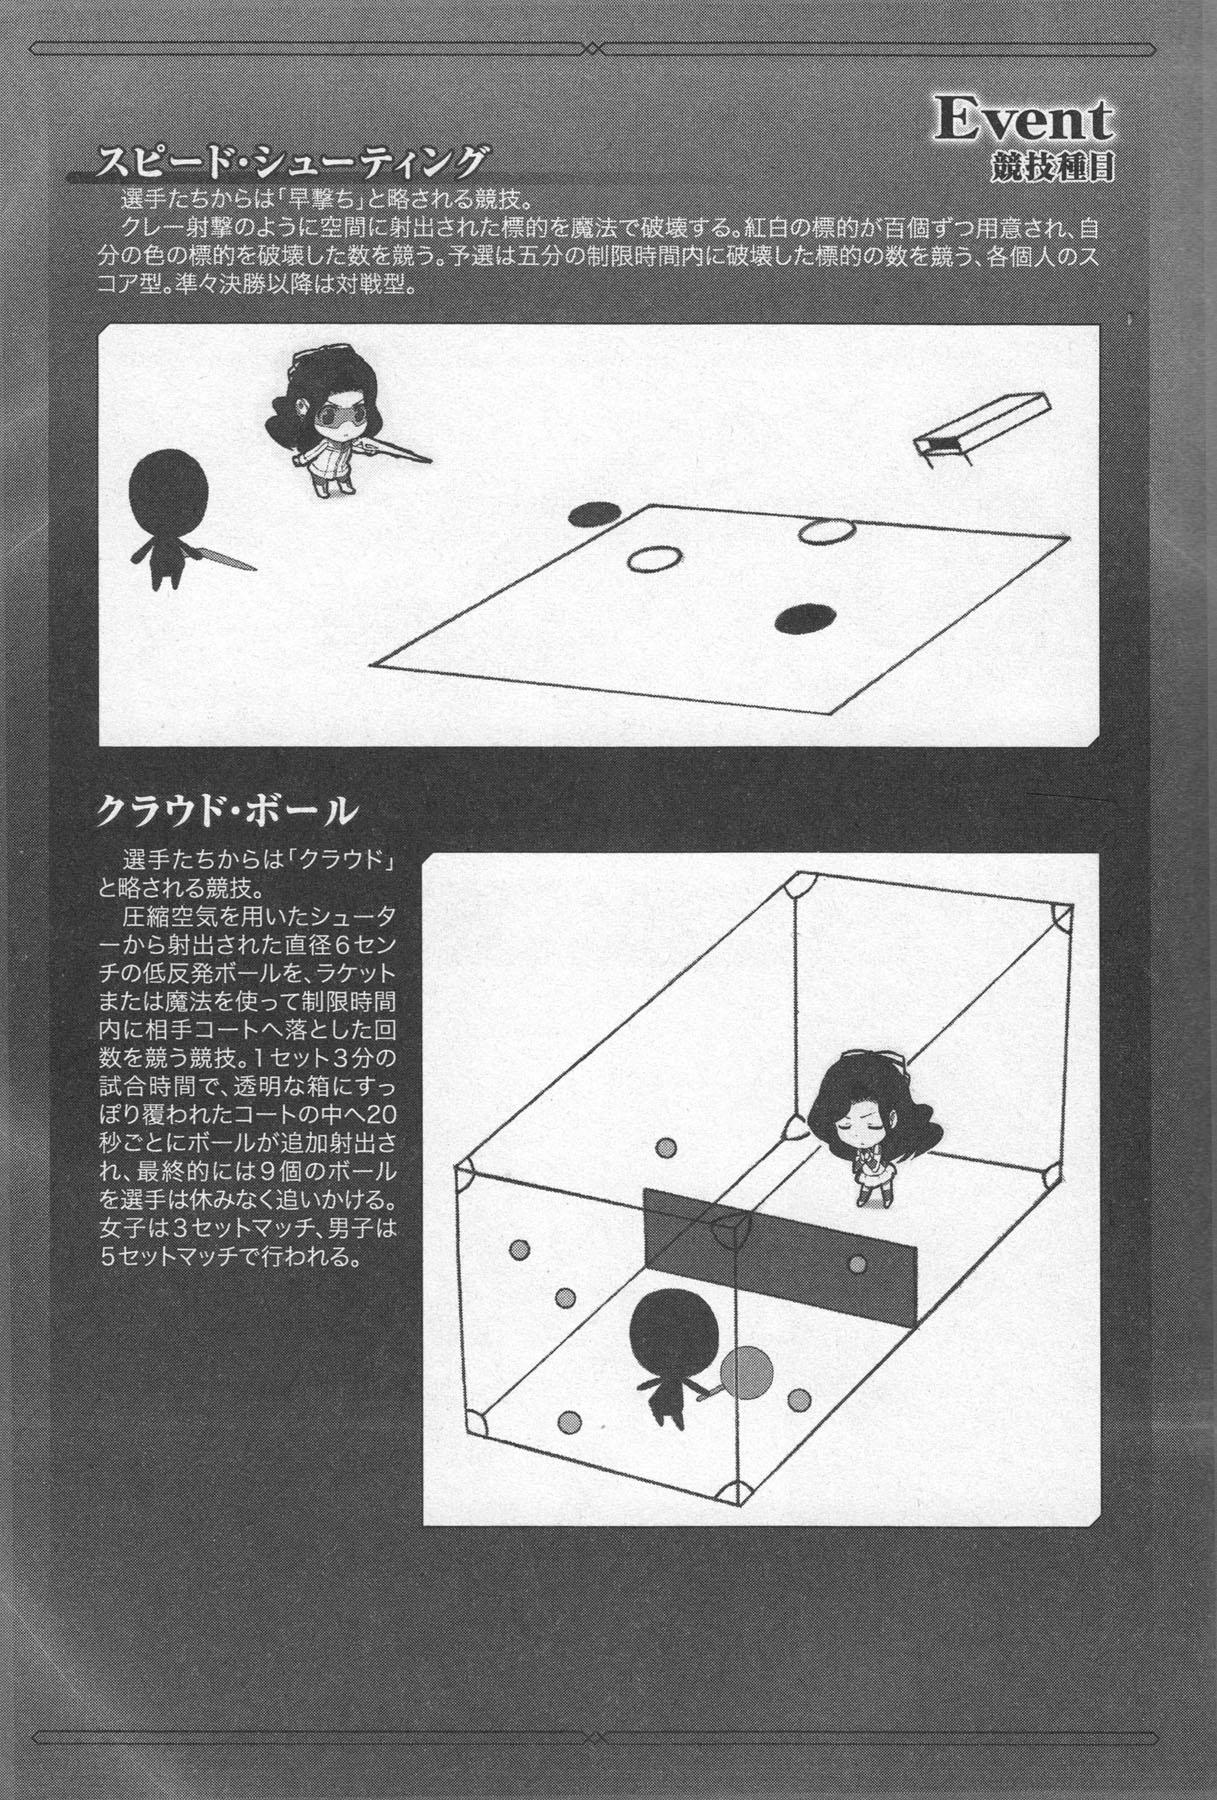 Event
競技種目
スピード・シューティング
　選手たちからは「早撃ち」と略される競技。
　クレー射撃のように空間に射出された標的を魔法で破壊する。紅白の標的が百個ずつ用意され、自
分の色の標的を破壊した数を競う。予選は五分の制限時間内に破壊した標的の数を競う、各個人のス
コア型。準々決勝以降は対戦型。
クラウド・ボール
　選手たちからは「クラウド」
と略される競技。
　圧縮空気を用いたシュータ
ーから射出された直径6セン
チの低反発ボールを、ラケット
または魔法を使って制限時間
内に相手コートへ落とした回
数を競う競技。1セット3分の
試合時間で、透明な箱にすっ
ぽり覆われたコートの中へ20
秒ごとにボールが追加射出さ
れ、最終的には9個のボール
を選手は休みなく追いかける。
女子は3セットマッチ、男子は
5セットマッチで行われる。